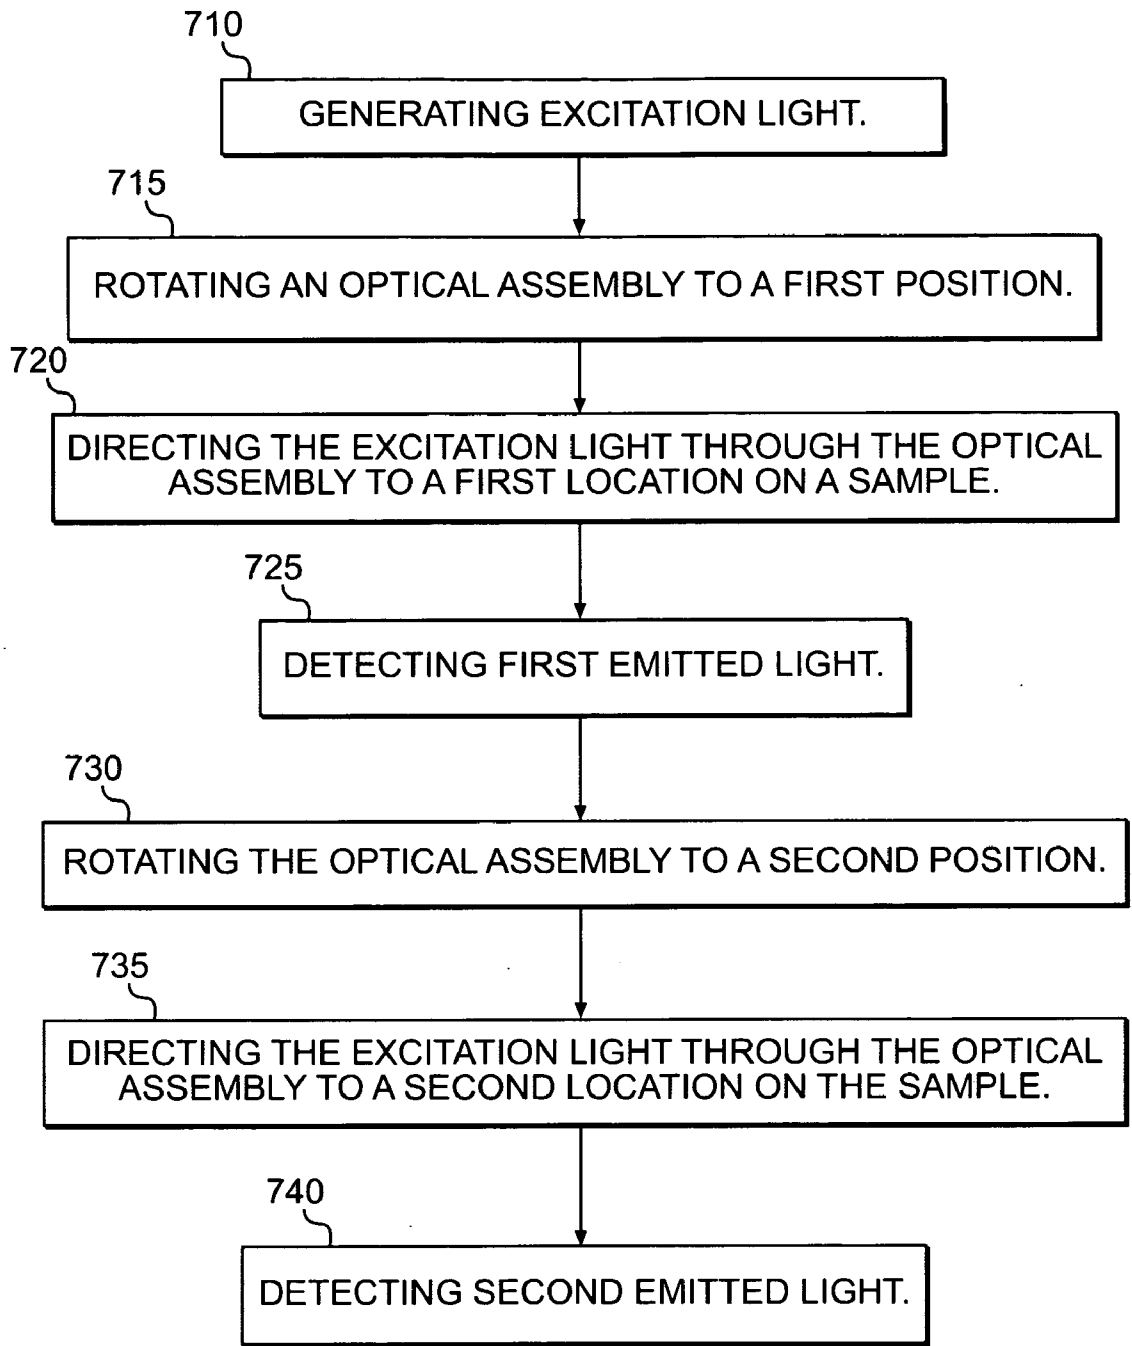 710
GENERATING EXCITATION LIGHT.
715
ROTATING AN OPTICAL ASSEMBLY TO A FIRST POSITION.
720
DIRECTING THE EXCITATION LIGHT THROUGH THE OPTICAL
ASSEMBLY TO A FIRST LOCATION ON A SAMPLE.
725
DETECTING FIRST EMITTED LIGHT.
730
ROTATING THE OPTICAL ASSEMBLY TO A SECOND POSITION.
735
DIRECTING THE EXCITATION LIGHT THROUGH THE OPTICAL
ASSEMBLY TO A SECOND LOCATION ON THE SAMPLE.
740
DETECTING SECOND EMITTED LIGHT.